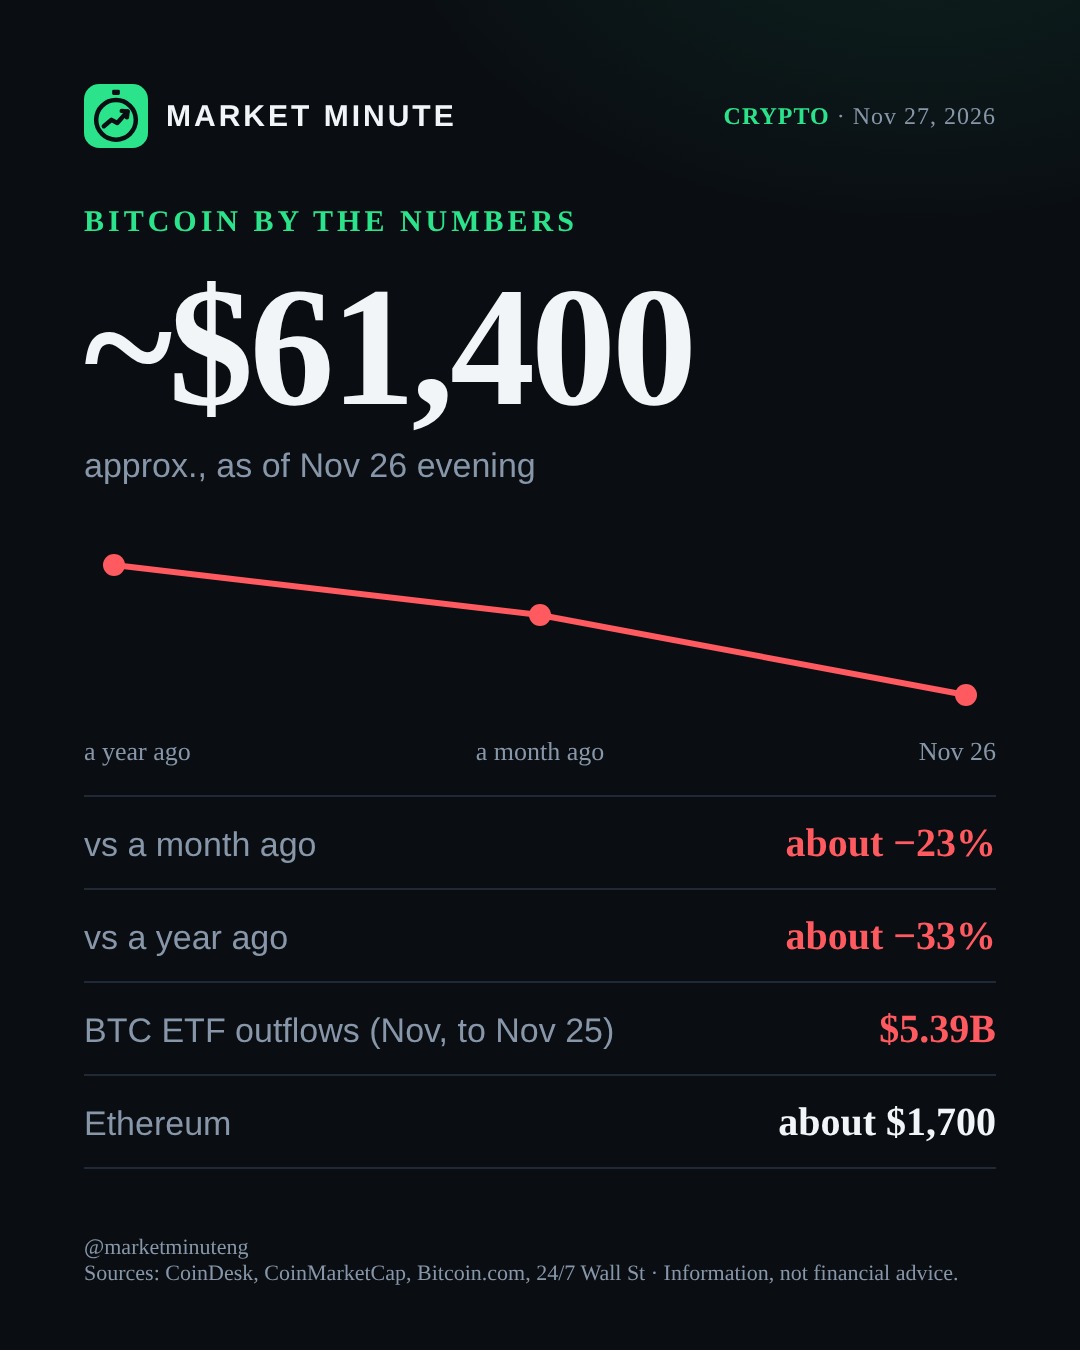 MARKET MINUTE
CRYPTO · Nov 27, 2026
BITCOIN BY THE NUMBERS
~$61,400
approx., as of Nov 26 evening
a year ago
a month ago
Nov 26
vs a month ago
about −23%
vs a year ago
about −33%
BTC ETF outflows (Nov, to Nov 25)
$5.39B
Ethereum
about $1,700
@marketminuteng
Sources: CoinDesk, CoinMarketCap, Bitcoin.com, 24/7 Wall St · Information, not financial advice.